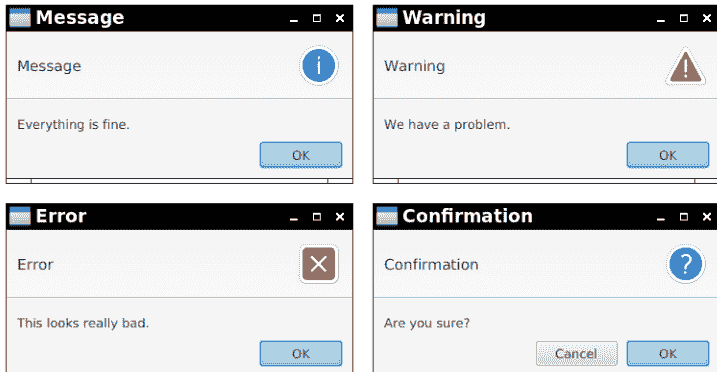 Message
Message
Everything is fine.
OK
Warning
Warning
We have a problem.
OK
Error
Error
This looks really bad.
OK
Confirmation
Confirmation
Are you sure?
Cancel OK